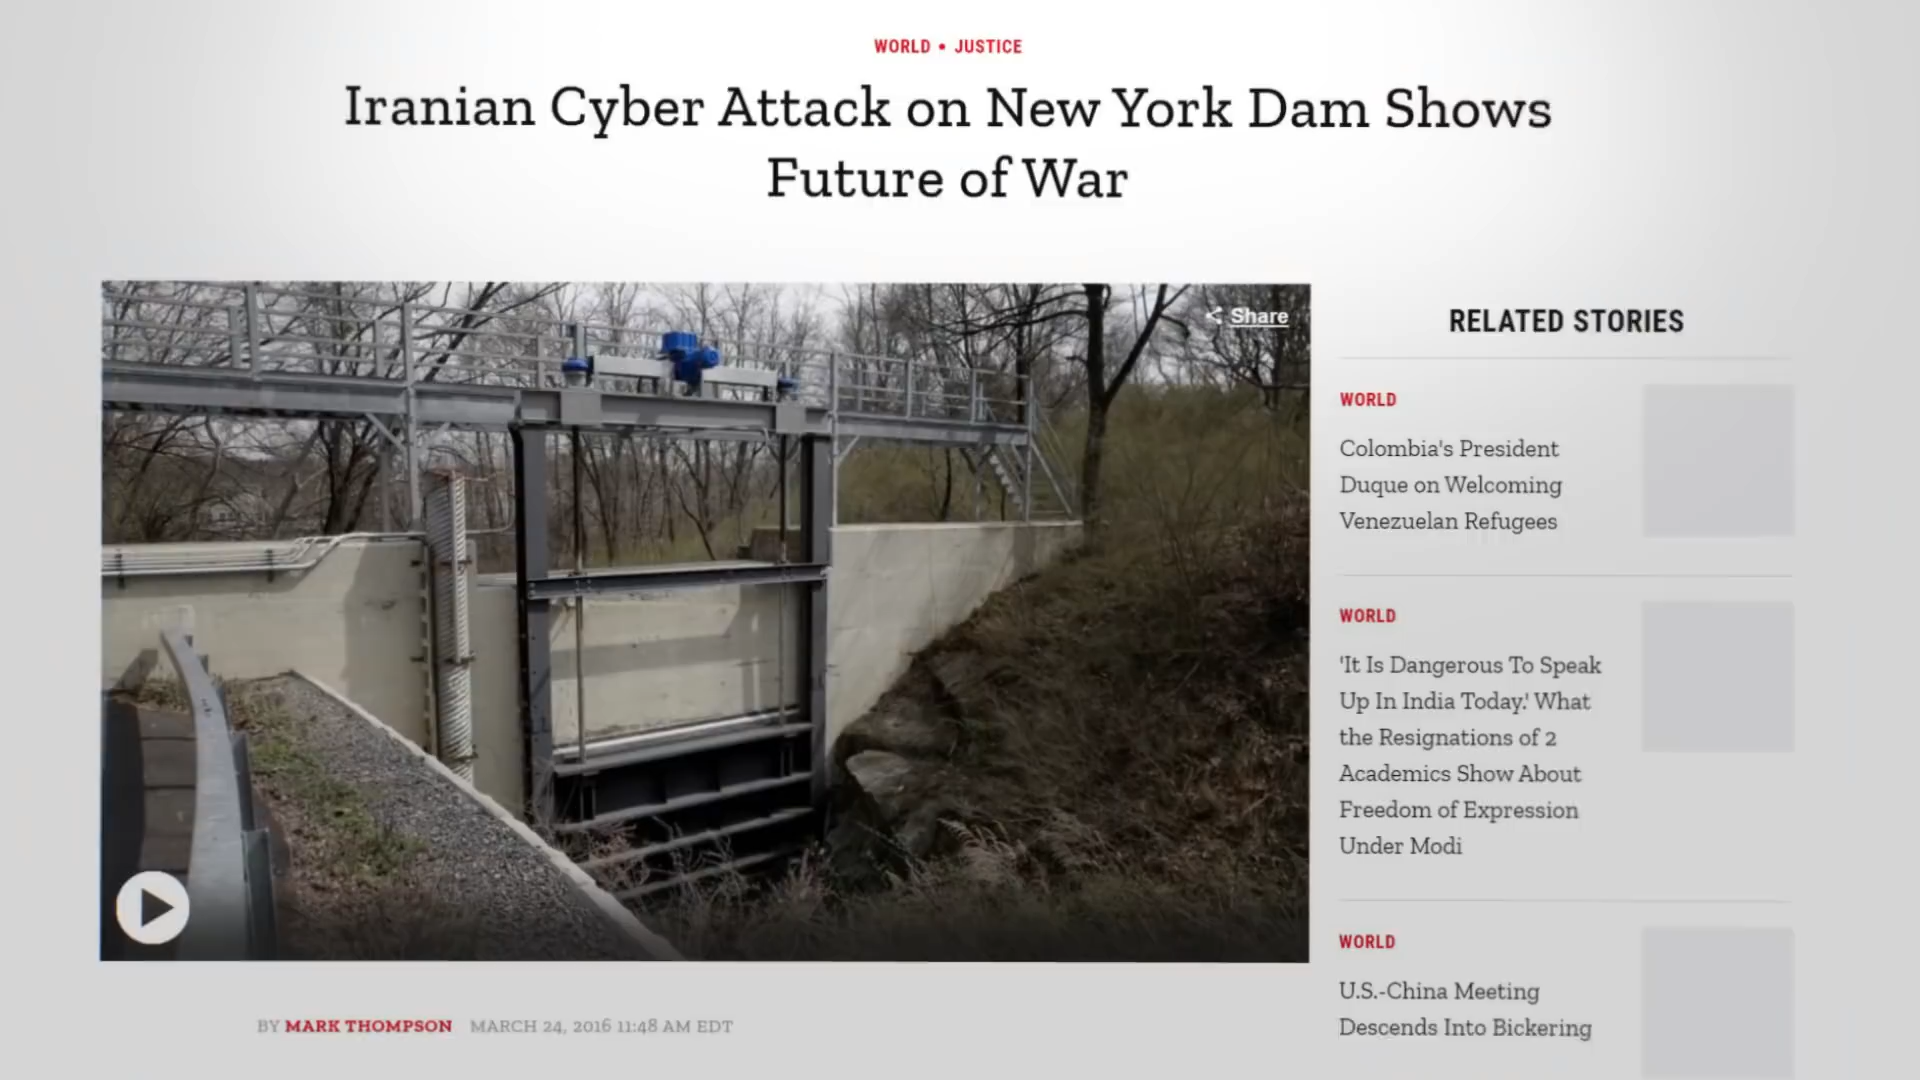 WORLD • JUSTICE
Iranian Cyber Attack on New York Dam Shows
Future of War
Share
RELATED STORIES
WORLD
Colombia's President
Duque on Welcoming
Venezuelan Refugees
WORLD
'It Is Dangerous To Speak
Up In India Today.' What
the Resignations of 2
Academics Show About
Freedom of Expression
Under Modi
WORLD
U.S.-China Meeting
Descends Into Bickering
BY MARK THOMPSON MARCH 24, 2016 11:48 AM EDT